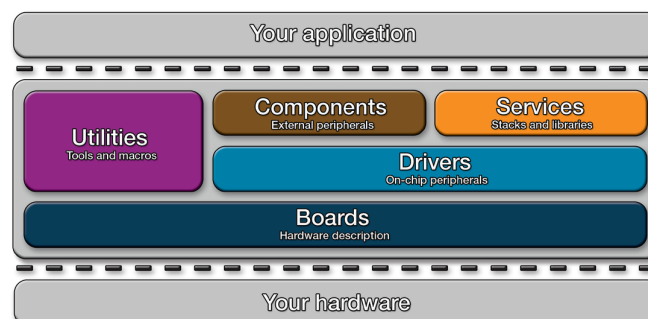 Your application
Utilities
Tools and macros
Components
External peripherals
Services
Stacks and libraries
Drivers
On-chip peripherals
Boards
Hardware description
Your hardware